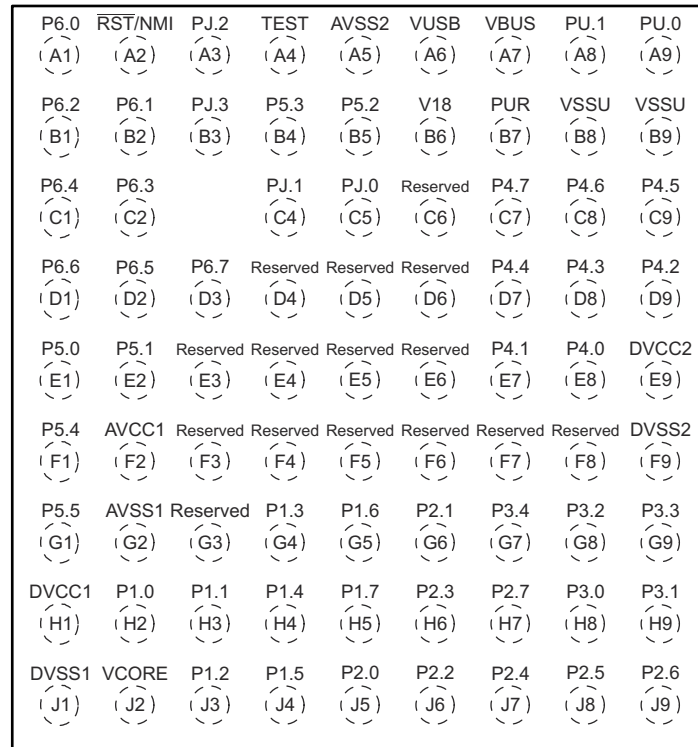 P6.0 RST/NMI PJ.2 TEST AVSS2 VUSB VBUS PU.1 PU.0
A1 A2 A3 A4 A5 A6 A7 A8 A9
P6.2 P6.1 PJ.3 P5.3 P5.2 V18 PUR VSSU VSSU
B1 B2 B3 B4 B5 B6 B7 B8 B9
P6.4 P6.3 PJ.1 PJ.0 Reserved P4.7 P4.6 P4.5
C1 C2 C4 C5 C6 C7 C8 C9
P6.6 P6.5 P6.7 Reserved Reserved Reserved P4.4 P4.3 P4.2
D1 D2 D3 D4 D5 D6 D7 D8 D9
P5.0 P5.1 Reserved Reserved Reserved Reserved P4.1 P4.0 DVCC2
E1 E2 E3 E4 E5 E6 E7 E8 E9
P5.4 AVCC1 Reserved Reserved Reserved Reserved Reserved Reserved DVSS2
F1 F2 F3 F4 F5 F6 F7 F8 F9
P5.5 AVSS1 Reserved P1.3 P1.6 P2.1 P3.4 P3.2 P3.3
G1 G2 G3 G4 G5 G6 G7 G8 G9
DVCC1 P1.0 P1.1 P1.4 P1.7 P2.3 P2.7 P3.0 P3.1
H1 H2 H3 H4 H5 H6 H7 H8 H9
DVSS1 VCORE P1.2 P1.5 P2.0 P2.2 P2.4 P2.5 P2.6
J1 J2 J3 J4 J5 J6 J7 J8 J9